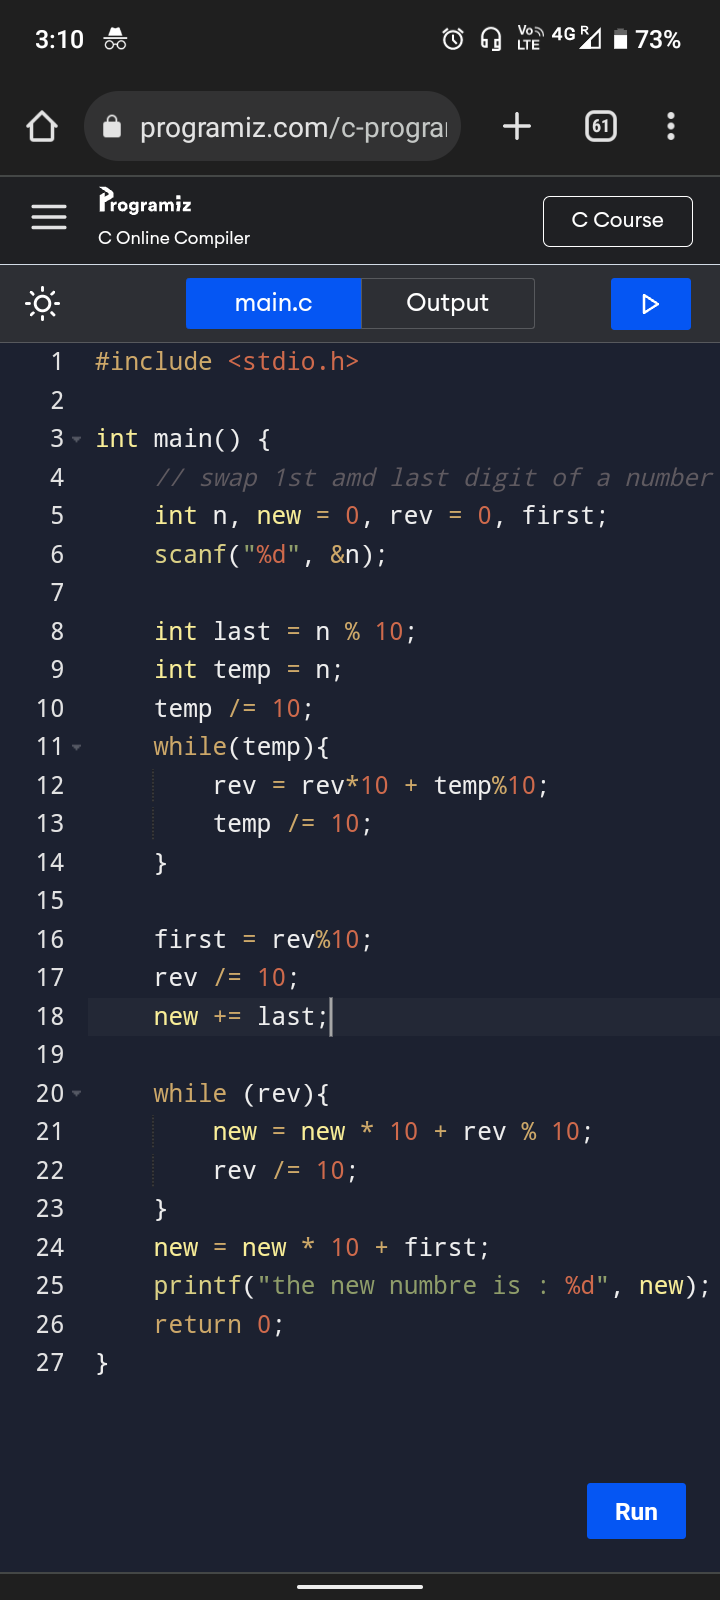 3:10 Vo LTE 4G R 73%
programiz.com/c-program 61
Programiz
C Online Compiler
C Course
main.c Output
1 #include <stdio.h>
2
3 int main() {
4 // swap 1st amd last digit of a number
5 int n, new = 0, rev = 0, first;
6 scanf("%d", &n);
7
8 int last = n % 10;
9 int temp = n;
10 temp /= 10;
11 while(temp){
12 rev = rev*10 + temp%10;
13 temp /= 10;
14 }
15
16 first = rev%10;
17 rev /= 10;
18 new += last;
19
20 while (rev){
21 new = new * 10 + rev % 10;
22 rev /= 10;
23 }
24 new = new * 10 + first;
25 printf("the new numbre is : %d", new);
26 return 0;
27 }
Run